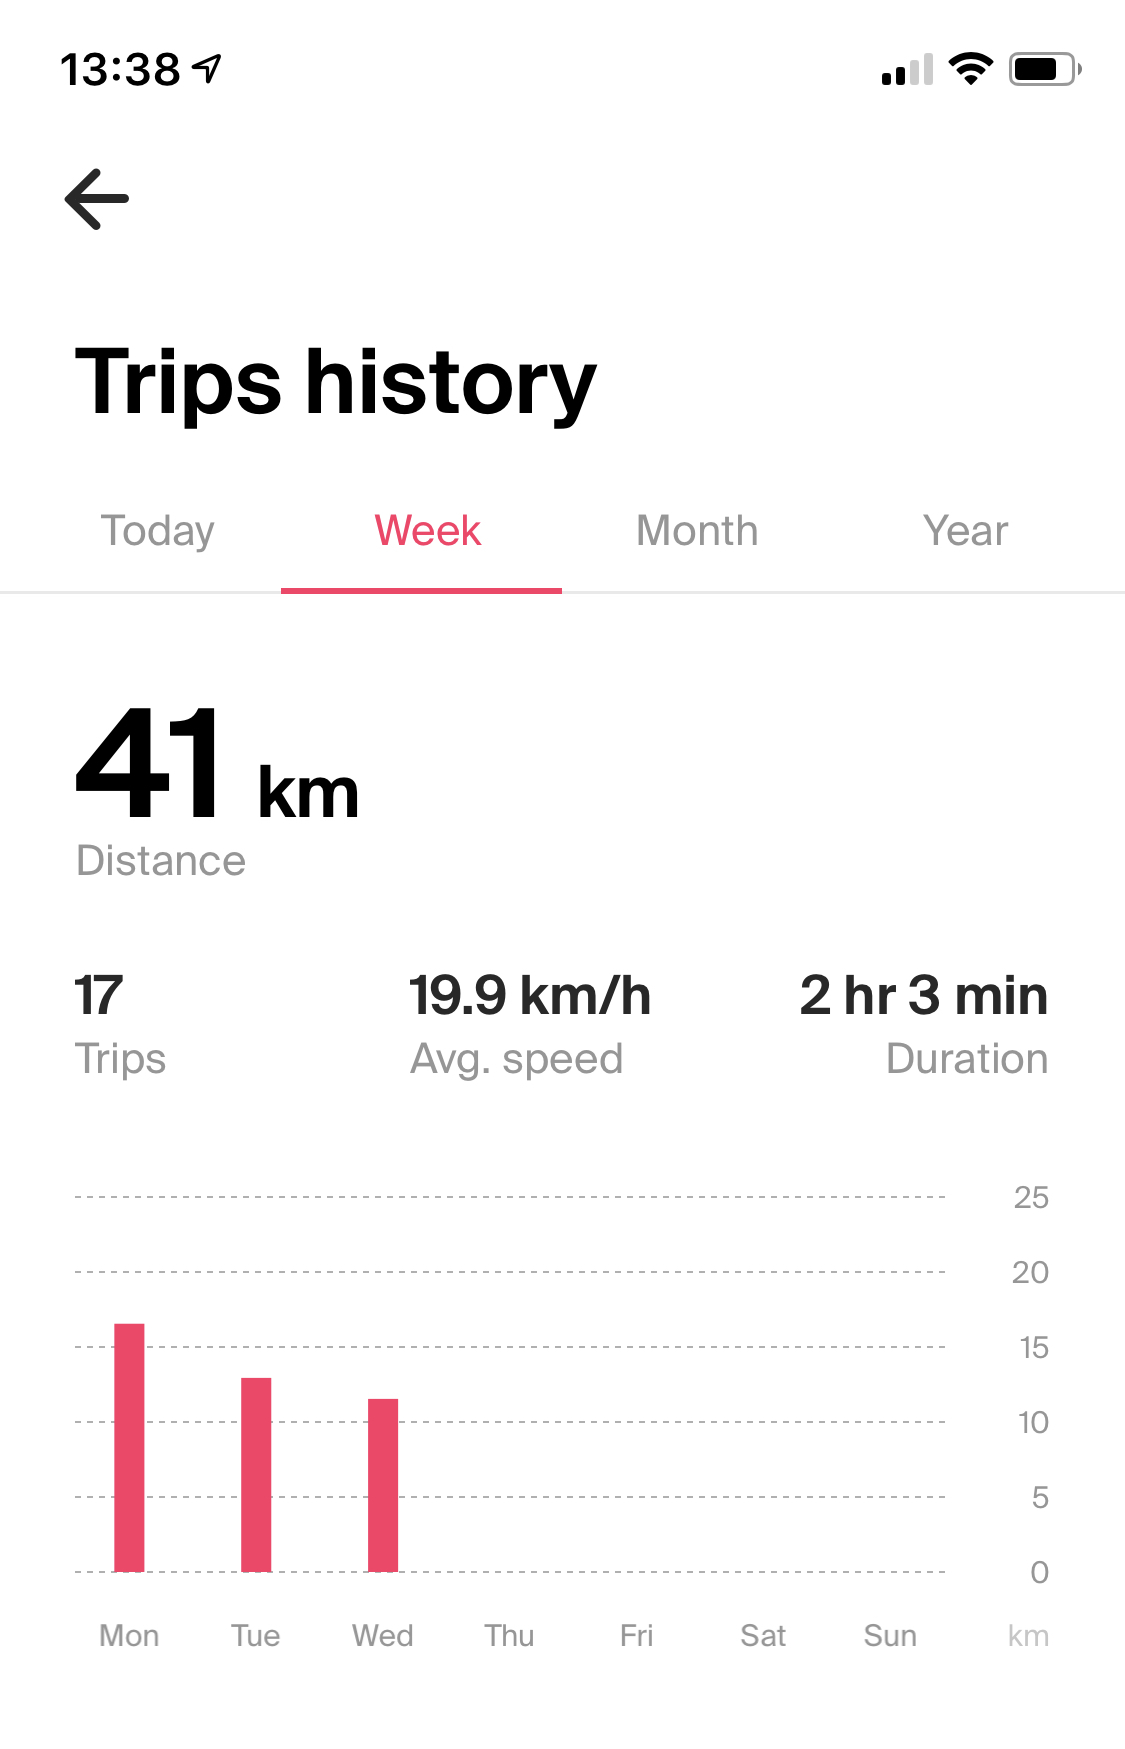 13:38
Trips history
Today Week Month Year
41 km
Distance
17 19.9 km/h 2 hr 3 min
Trips Avg. speed Duration
25
20
15
10
5
0
Mon Tue Wed Thu Fri Sat Sun km